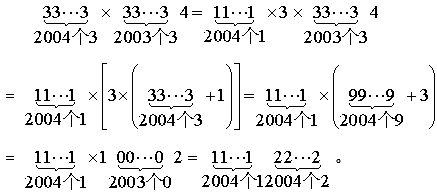 33…3 × 33…3 4 = 11…1 ×3 × 33…3 4
2004个3 2003个3 2004个1 2003个3
= 11…1 ×[3×(33…3 +1)]= 11…1 ×(99…9 +3)
2004个1 2004个3 2004个1 2004个9
= 11…1 ×1 00…0 2 = 11…1 22…2 。
2004个1 2003个0 2004个12004个2